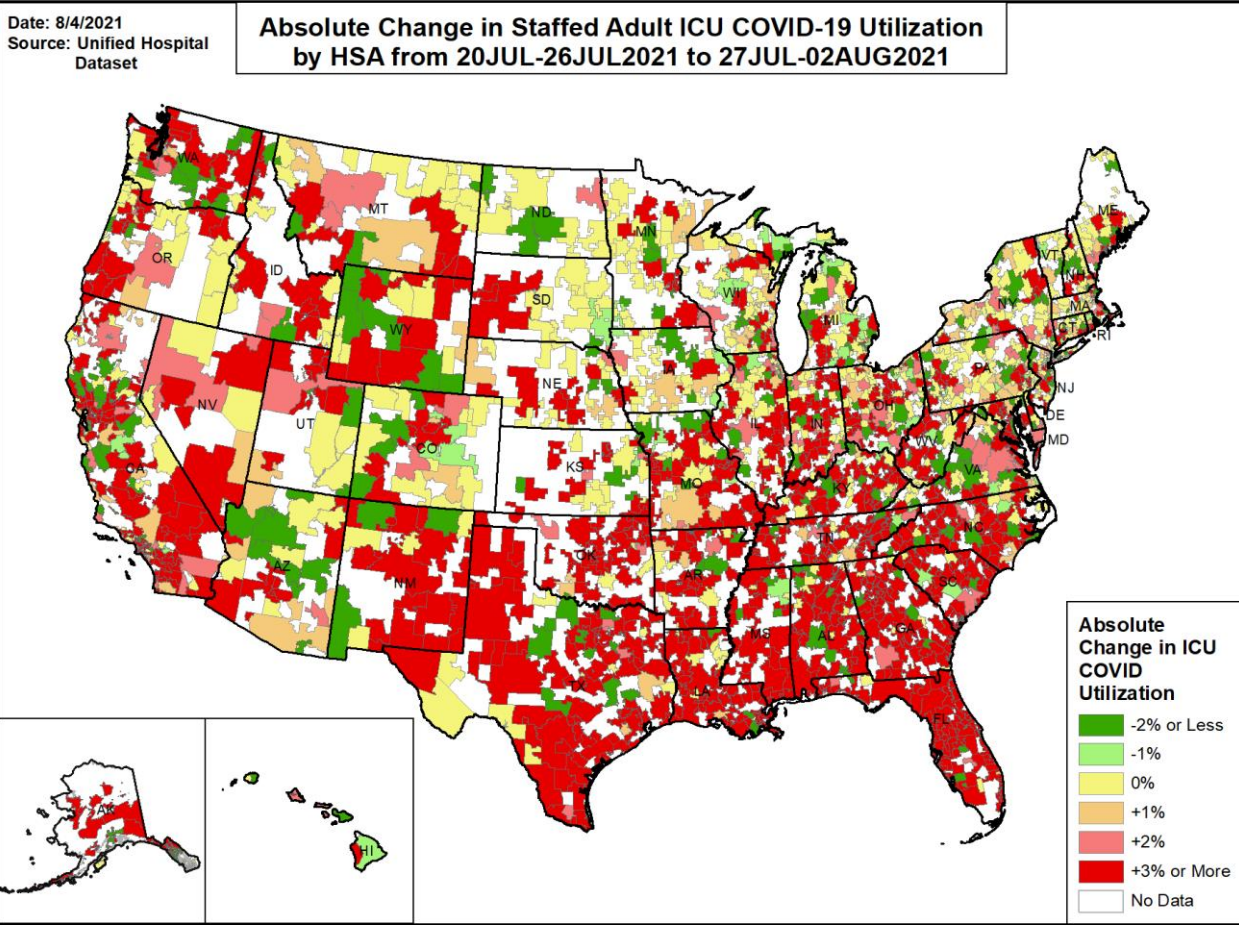 Date: 8/4/2021
Source: Unified Hospital
Dataset
Absolute Change in Staffed Adult ICU COVID-19 Utilization
by HSA from 20JUL-26JUL2021 to 27JUL-02AUG2021
WA
MT
ND
MN
ME
OR
ID
SD
WI
MI
VT
NH
NY
MA
CT
RI
WY
IA
PA
NJ
NE
NV
UT
CO
IL
IN
OH
DE
MD
WV
VA
CA
KS
MO
KY
NC
TN
AZ
NM
OK
AR
SC
MS
AL
GA
TX
LA
FL
AK
HI
Absolute
Change in ICU
COVID
Utilization
-2% or Less
-1%
0%
+1%
+2%
+3% or More
No Data